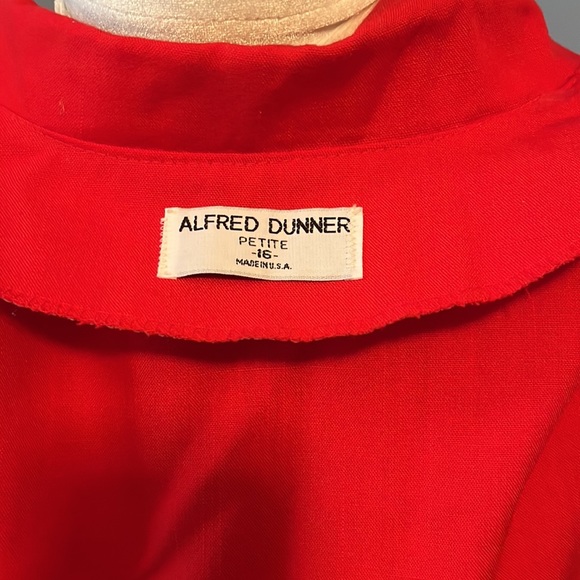 ALFRED DUNNER
PETITE
-16-
MADE IN U.S.A.